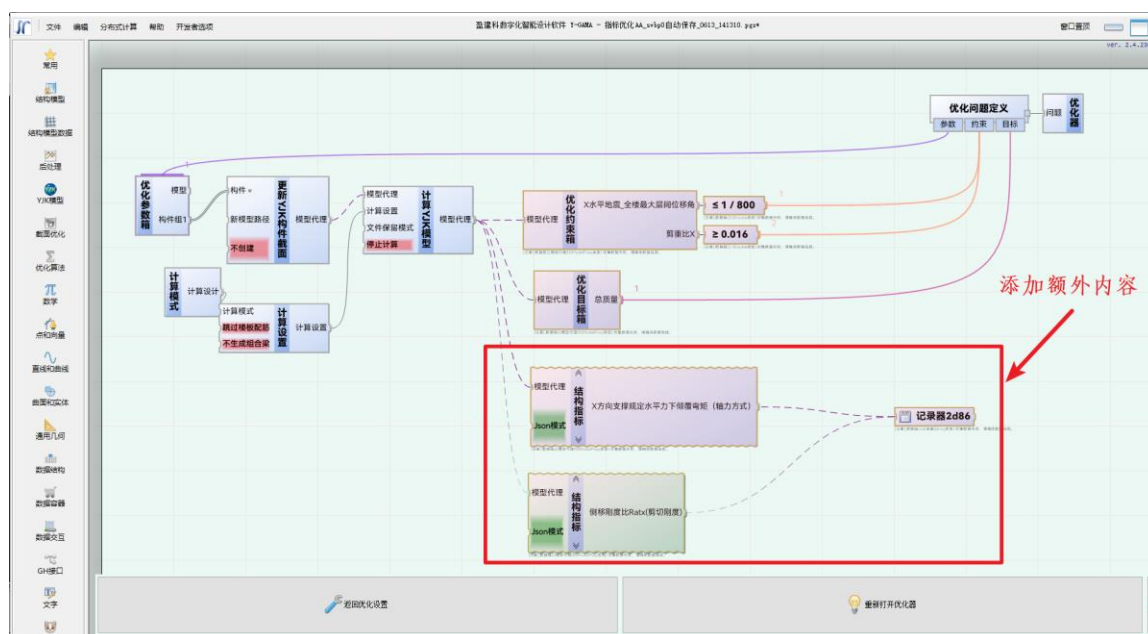 文件 编辑 分布式计算 帮助 开发者选项
盈建科数字化智能设计软件 Y-GAMA - 指标优化AA_svbp0自动保存_0613_141310.ygx*
窗口置顶
ver. 2.4.23
常用
结构模型
结构模型数据
后处理
YJK模型
截面优化
优化算法
数学
点和向量
直线和曲线
曲面和实体
通用几何
数据结构
数据容器
数据交互
GH接口
文字
优化问题定义
参数 约束 目标
问题
优化器
优化参数箱
模型
构件组1
构件
新模型路径
不创建
更新YJK构件截面
模型代理
模型代理
计算设置
文件保留模式
停止计算
计算YJK模型
模型代理
计算模式
计算设计
计算模式
跳过楼板配筋
不生成组合梁
计算设置
计算设置
模型代理
优化约束箱
X水平地震_全楼最大层间位移角
剪重比X
≤ 1 / 800
≥ 0.016
模型代理
优化目标箱
总质量
添加额外内容
模型代理
Json模式
结构指标
X方向支撑规定水平力下倾覆弯矩（轴力方式）
记录器2d86
模型代理
Json模式
结构指标
侧移刚度比Ratx(剪切刚度)
返回优化设置
重新打开优化器